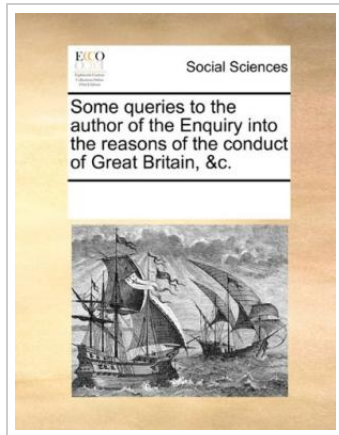 ECCO
Social Sciences
Some queries to the
author of the Enquiry into
the reasons of the conduct
of Great Britain, &c.